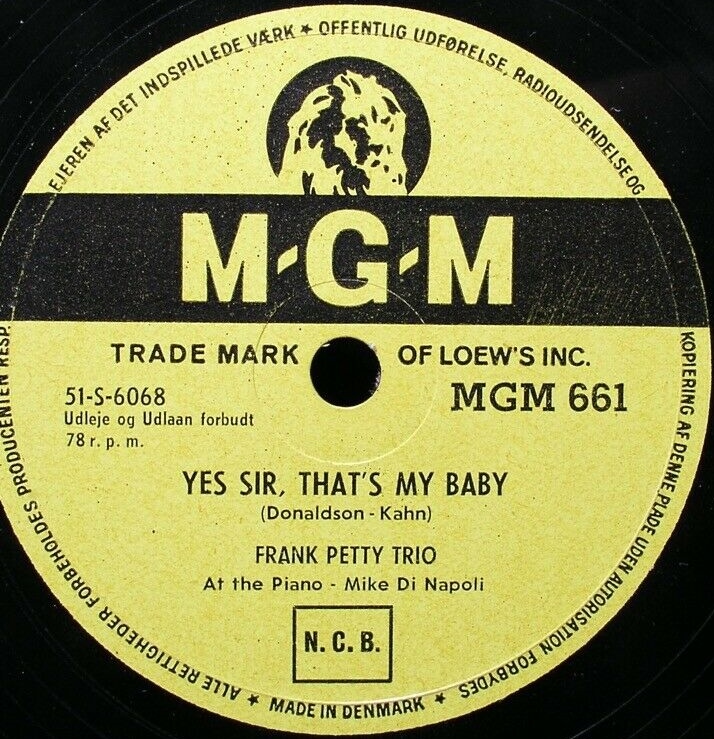 ALLE RETTIGHEDER FORBEHOLDES PRODUCENTEN RESP. EJEREN AF DET INDSPILLEDE VÆRK ★ OFFENTLIG UDFØRELSE, RADIOUDSENDELSE OG KOPIERING AF DENNE PLADE UDEN AUTORISATION FORBYDES ★ MADE IN DENMARK ★
M-G-M
TRADE MARK OF LOEW'S INC.
51-S-6068 MGM 661
Udleje og Udlaan forbudt
78 r. p. m.
YES SIR, THAT'S MY BABY
(Donaldson - Kahn)
FRANK PETTY TRIO
At the Piano - Mike Di Napoli
N. C. B.